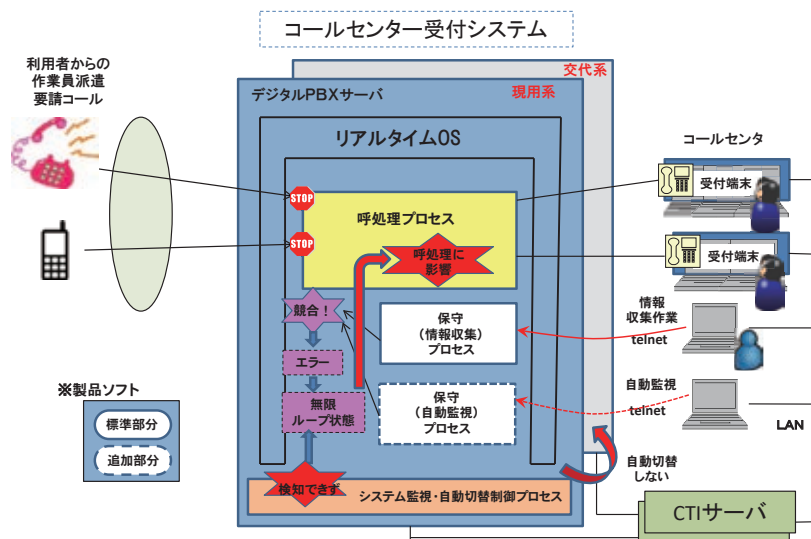 コールセンター受付システム
利用者からの
作業員派遣
要請コール
交代系
現用系
デジタルPBXサーバ
リアルタイムOS
コールセンタ
STOP
STOP
呼処理プロセス
呼処理に
影響
受付端末
受付端末
競合！
エラー
無限
ループ状態
保守
（情報収集）
プロセス
保守
（自動監視）
プロセス
情報
収集作業
telnet
自動監視
telnet
LAN
※製品ソフト
標準部分
追加部分
検知できず
システム監視・自動切替制御プロセス
自動切替
しない
CTIサーバ